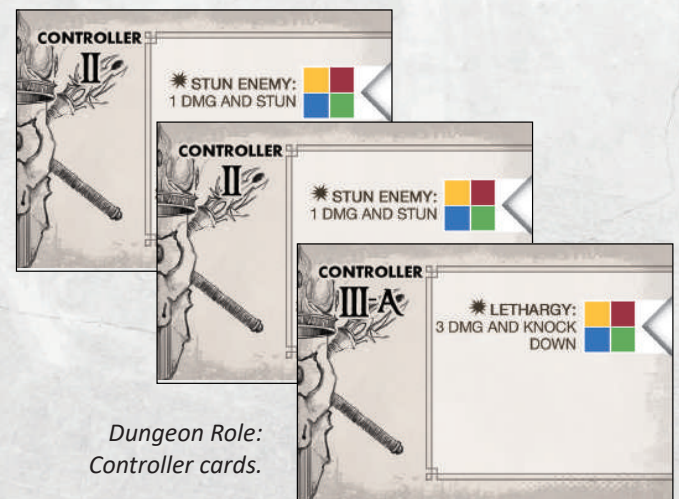 CONTROLLER
II
✷ STUN ENEMY:
1 DMG AND STUN
CONTROLLER
II
✷ STUN ENEMY:
1 DMG AND STUN
CONTROLLER
III-A
✷ LETHARGY:
3 DMG AND KNOCK
DOWN
Dungeon Role:
Controller cards.